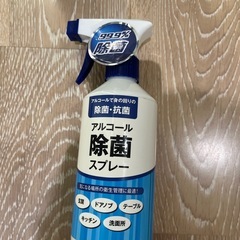 99.9%
除菌
アルコールで身の回りの
除菌・抗菌
アルコール
除菌
スプレー
気になる場所の衛生管理に最適!
玄関 ドアノブ テーブル
キッチン 洗面所